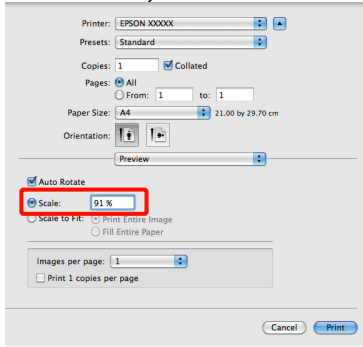 Printer: EPSON XXXXX
Presets: Standard
Copies: 1 Collated
Pages: All
From: 1 to: 1
Paper Size: A4 21.00 by 29.70 cm
Orientation:
Preview
Auto Rotate
Scale: 91 %
Scale to Fit: Print Entire Image
Fill Entire Paper
Images per page: 1
Print 1 copies per page
Cancel Print